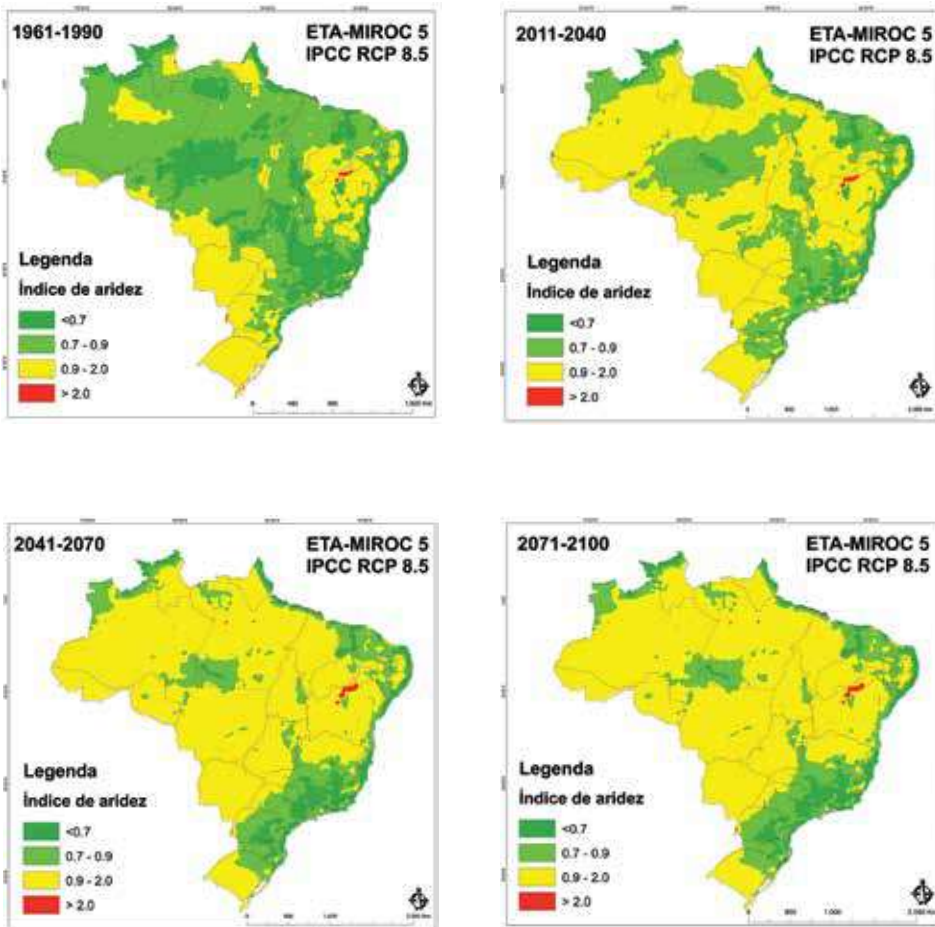 1961-1990
ETA-MIROC 5
IPCC RCP 8.5
Legenda
Índice de aridez
<0.7
0.7 - 0.9
0.9 - 2.0
> 2.0
2011-2040
ETA-MIROC 5
IPCC RCP 8.5
Legenda
Índice de aridez
<0.7
0.7 - 0.9
0.9 - 2.0
> 2.0
2041-2070
ETA-MIROC 5
IPCC RCP 8.5
Legenda
Índice de aridez
<0.7
0.7 - 0.9
0.9 - 2.0
> 2.0
2071-2100
ETA-MIROC 5
IPCC RCP 8.5
Legenda
Índice de aridez
<0.7
0.7 - 0.9
0.9 - 2.0
> 2.0